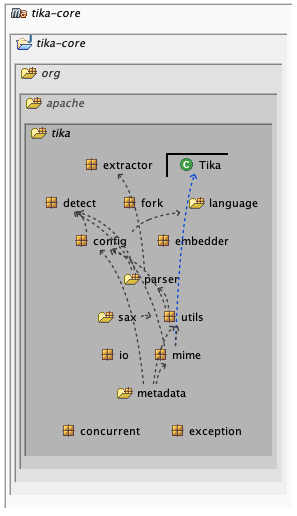 tika-core
tika-core
org
apache
tika
extractor
Tika
detect
fork
language
config
embedder
parser
sax
utils
io
mime
metadata
concurrent
exception